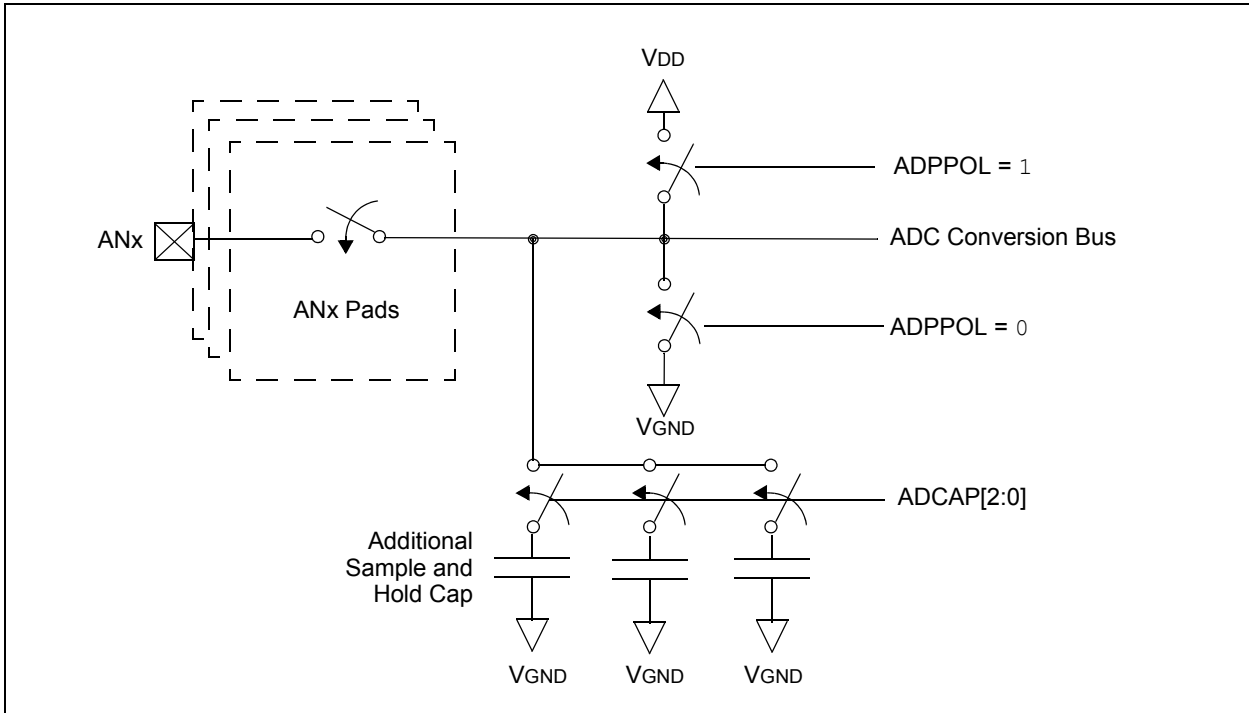 VDD
ADPPOL = 1
ANx
ADC Conversion Bus
ANx Pads
ADPPOL = 0
VGND
ADCAP[2:0]
Additional
Sample and
Hold Cap
VGND
VGND
VGND